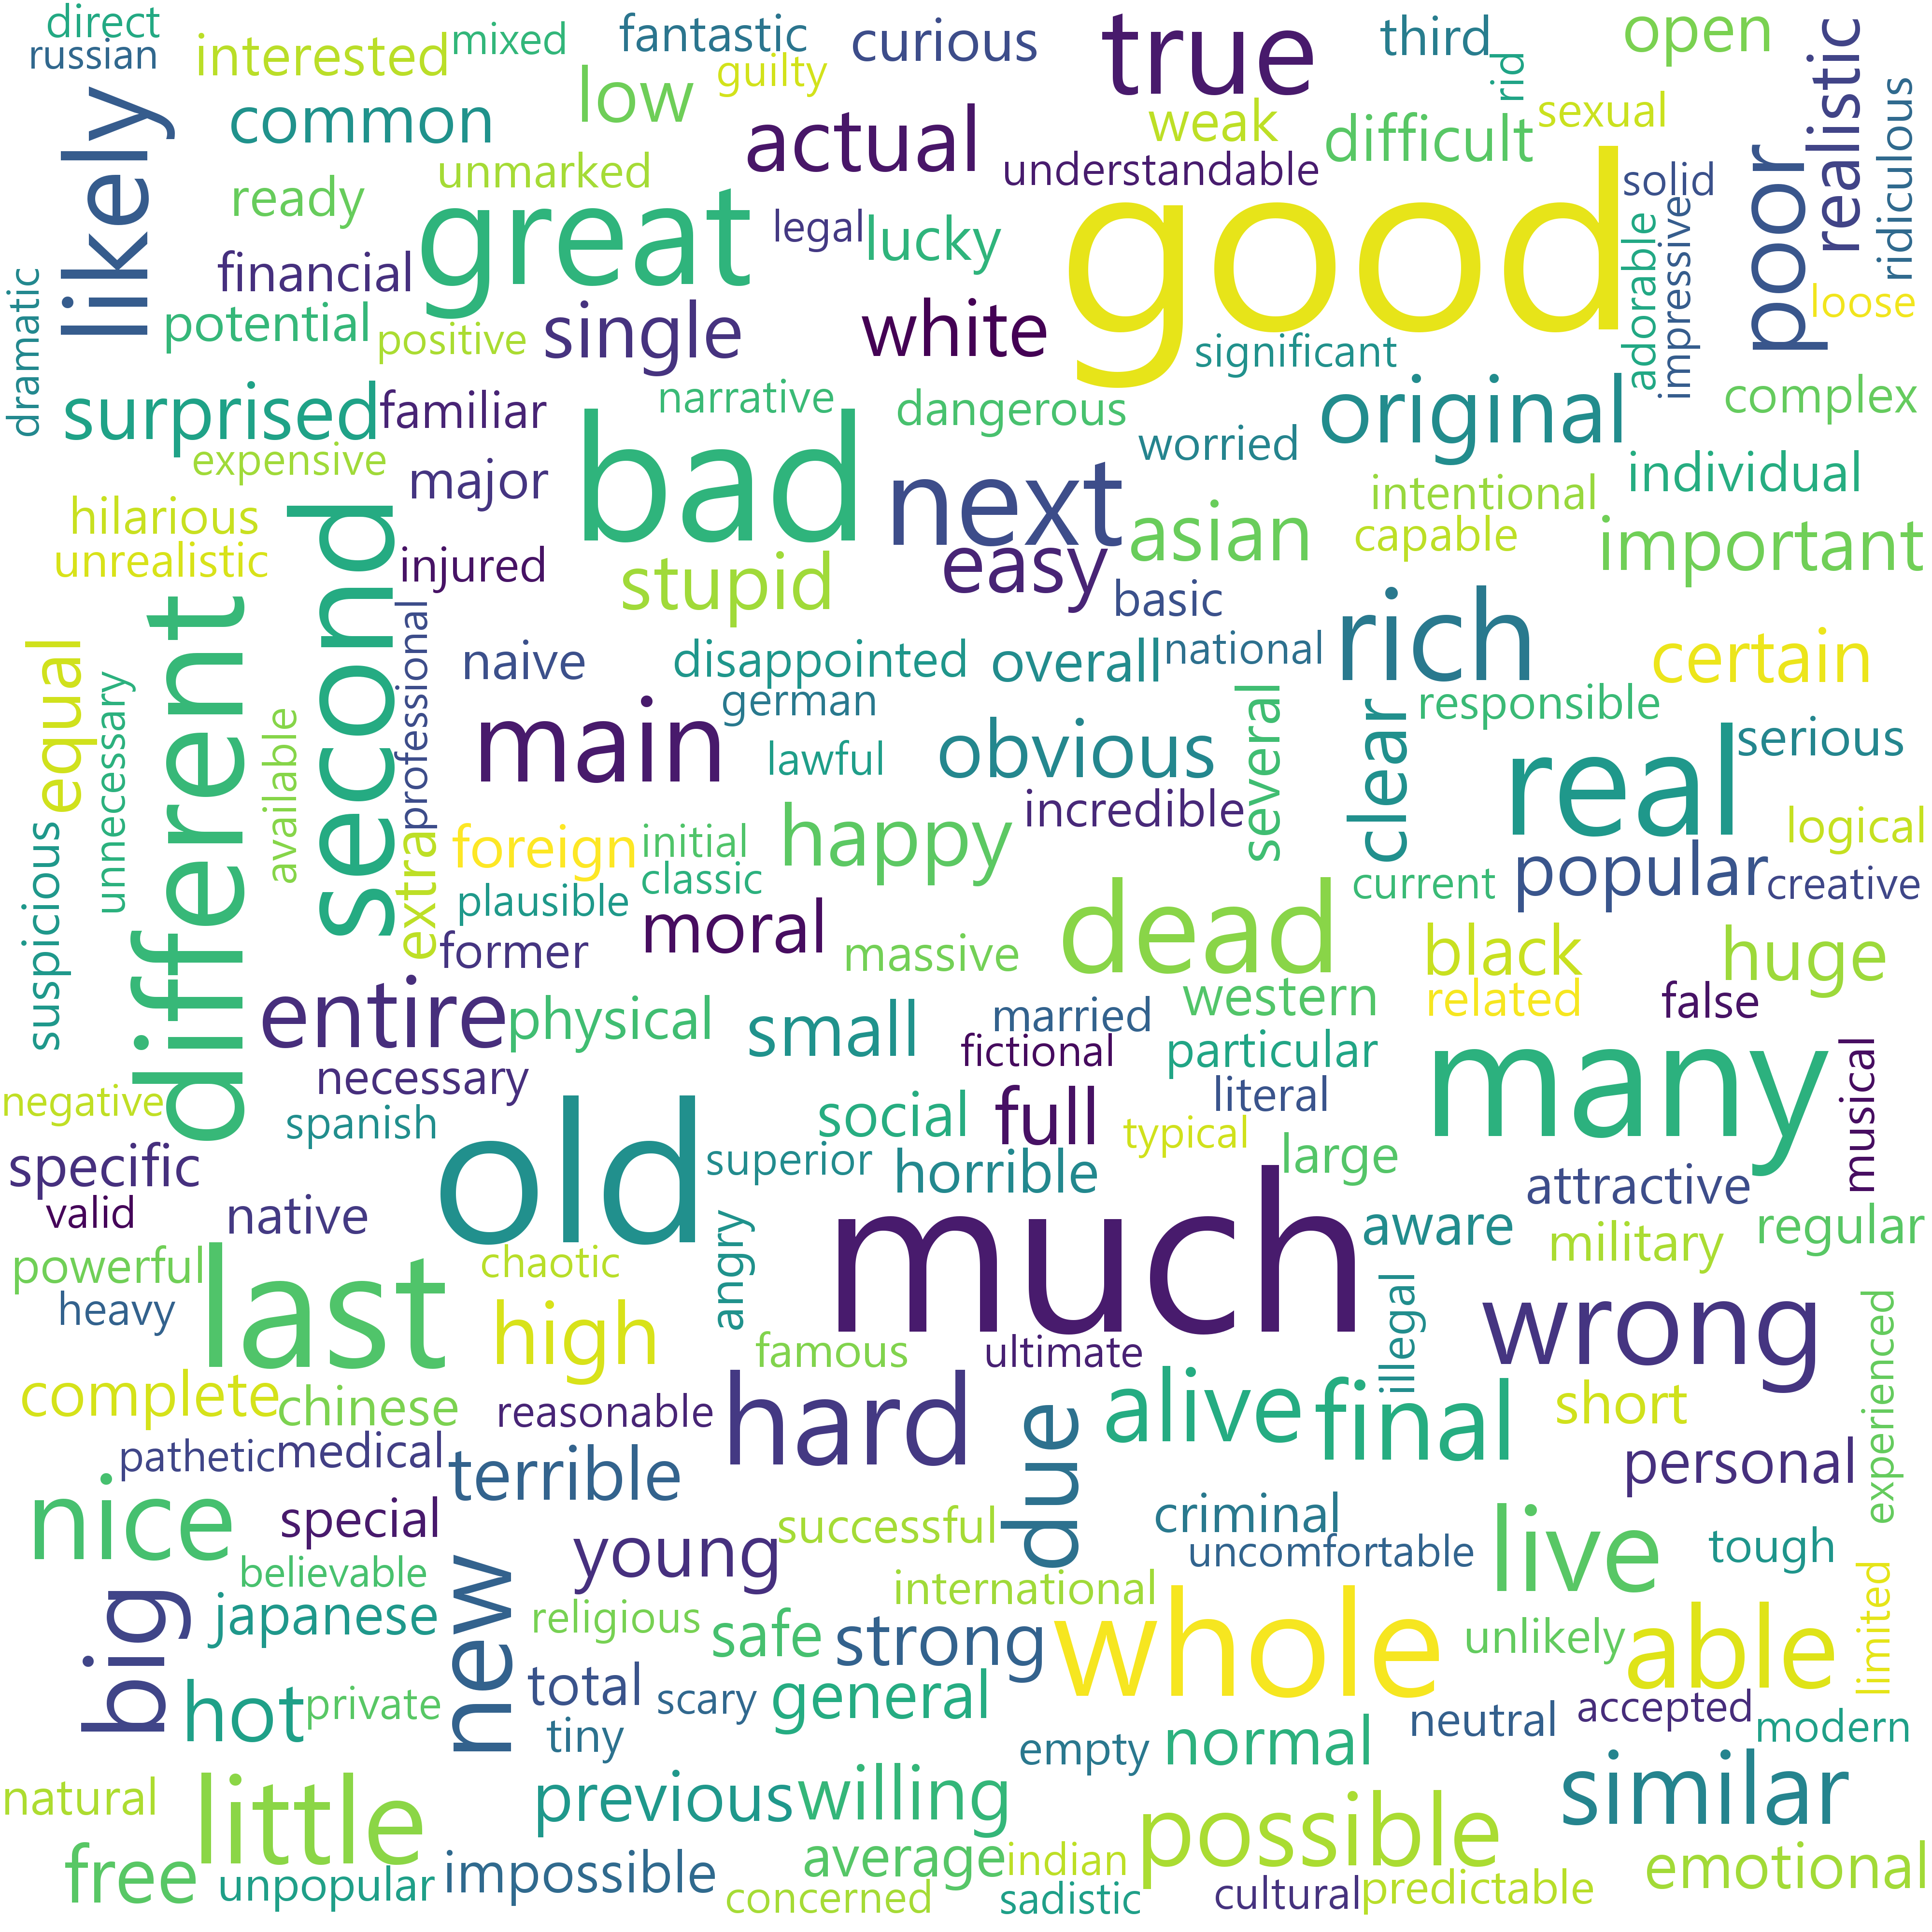 direct
russian
interested
mixed
fantastic
guilty
curious
true
third
rid
open
realistic
likely
common
low
actual
weak
difficult
sexual
poor
ridiculous
unmarked
understandable
solid
ready
great
legal
lucky
good
adorable
impressive
financial
loose
dramatic
potential
positive
single
white
significant
surprised
familiar
narrative
dangerous
original
complex
expensive
major
bad
next
worried
individual
hilarious
second
intentional
unrealistic
injured
stupid
easy
asian
capable
important
different
basic
rich
equal
professional
naive
disappointed
overall
national
certain
unnecessary
available
main
german
several
clear
responsible
lawful
obvious
real
serious
suspicious
extra
foreign
initial
happy
incredible
logical
classic
plausible
popular
current
creative
former
moral
massive
dead
black
huge
entire
physical
small
married
western
related
false
fictional
particular
many
musical
negative
necessary
literal
spanish
old
social
full
typical
large
specific
superior
horrible
attractive
valid
native
much
aware
military
regular
powerful
last
chaotic
angry
heavy
high
illegal
wrong
experienced
famous
ultimate
complete
chinese
reasonable
hard
due
alive
final
short
pathetic
medical
terrible
personal
nice
special
successful
criminal
live
tough
believable
new
young
uncomfortable
big
japanese
religious
international
safe
strong
whole
unlikely
able
limited
hot
private
total
scary
general
tiny
empty
normal
neutral
accepted
modern
natural
little
previous
willing
possible
similar
free
unpopular
impossible
average
indian
emotional
concerned
sadistic
cultural
predictable